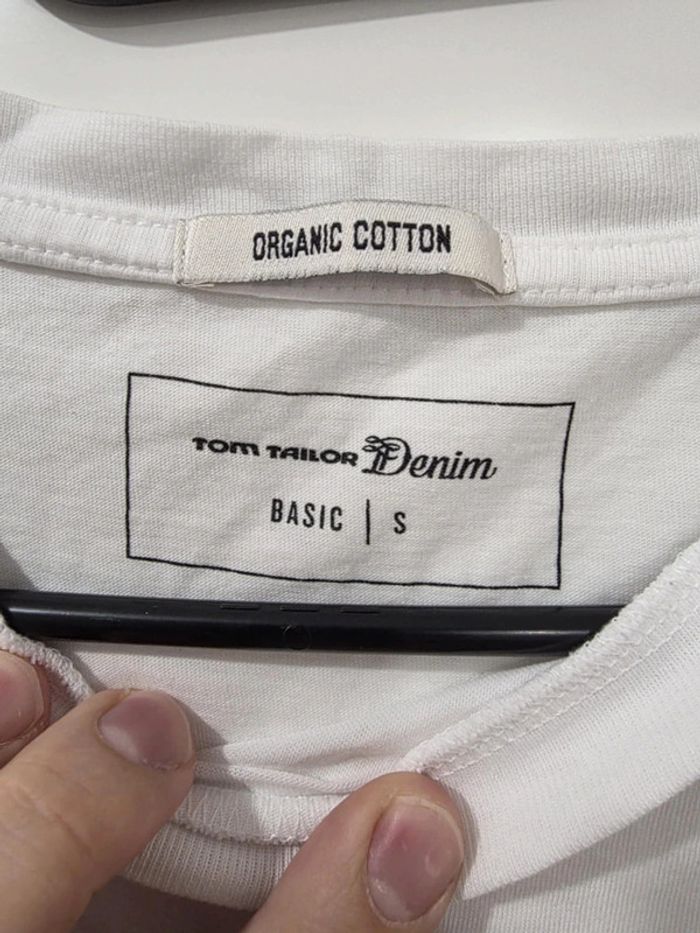 ORGANIC COTTON
TOM TAILOR Denim
BASIC | S